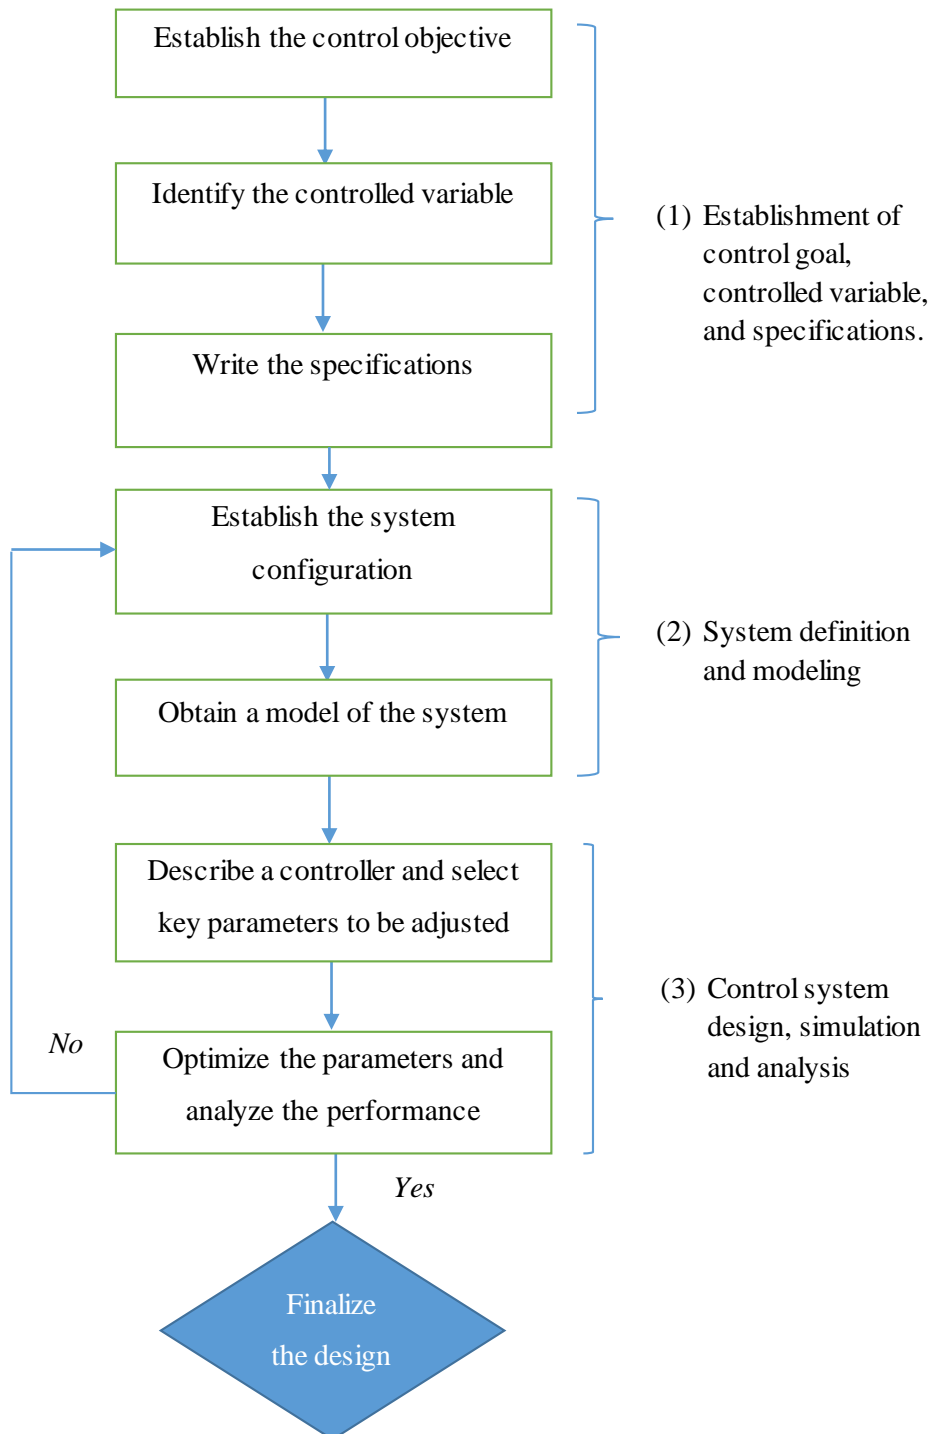 Establish the control objective
Identify the controlled variable
(1) Establishment of
control goal,
controlled variable,
and specifications.
Write the specifications
Establish the system
configuration
(2) System definition
and modeling
Obtain a model of the system
Describe a controller and select
key parameters to be adjusted
(3) Control system
design, simulation
and analysis
No
Optimize the parameters and
analyze the performance
Yes
Finalize
the design